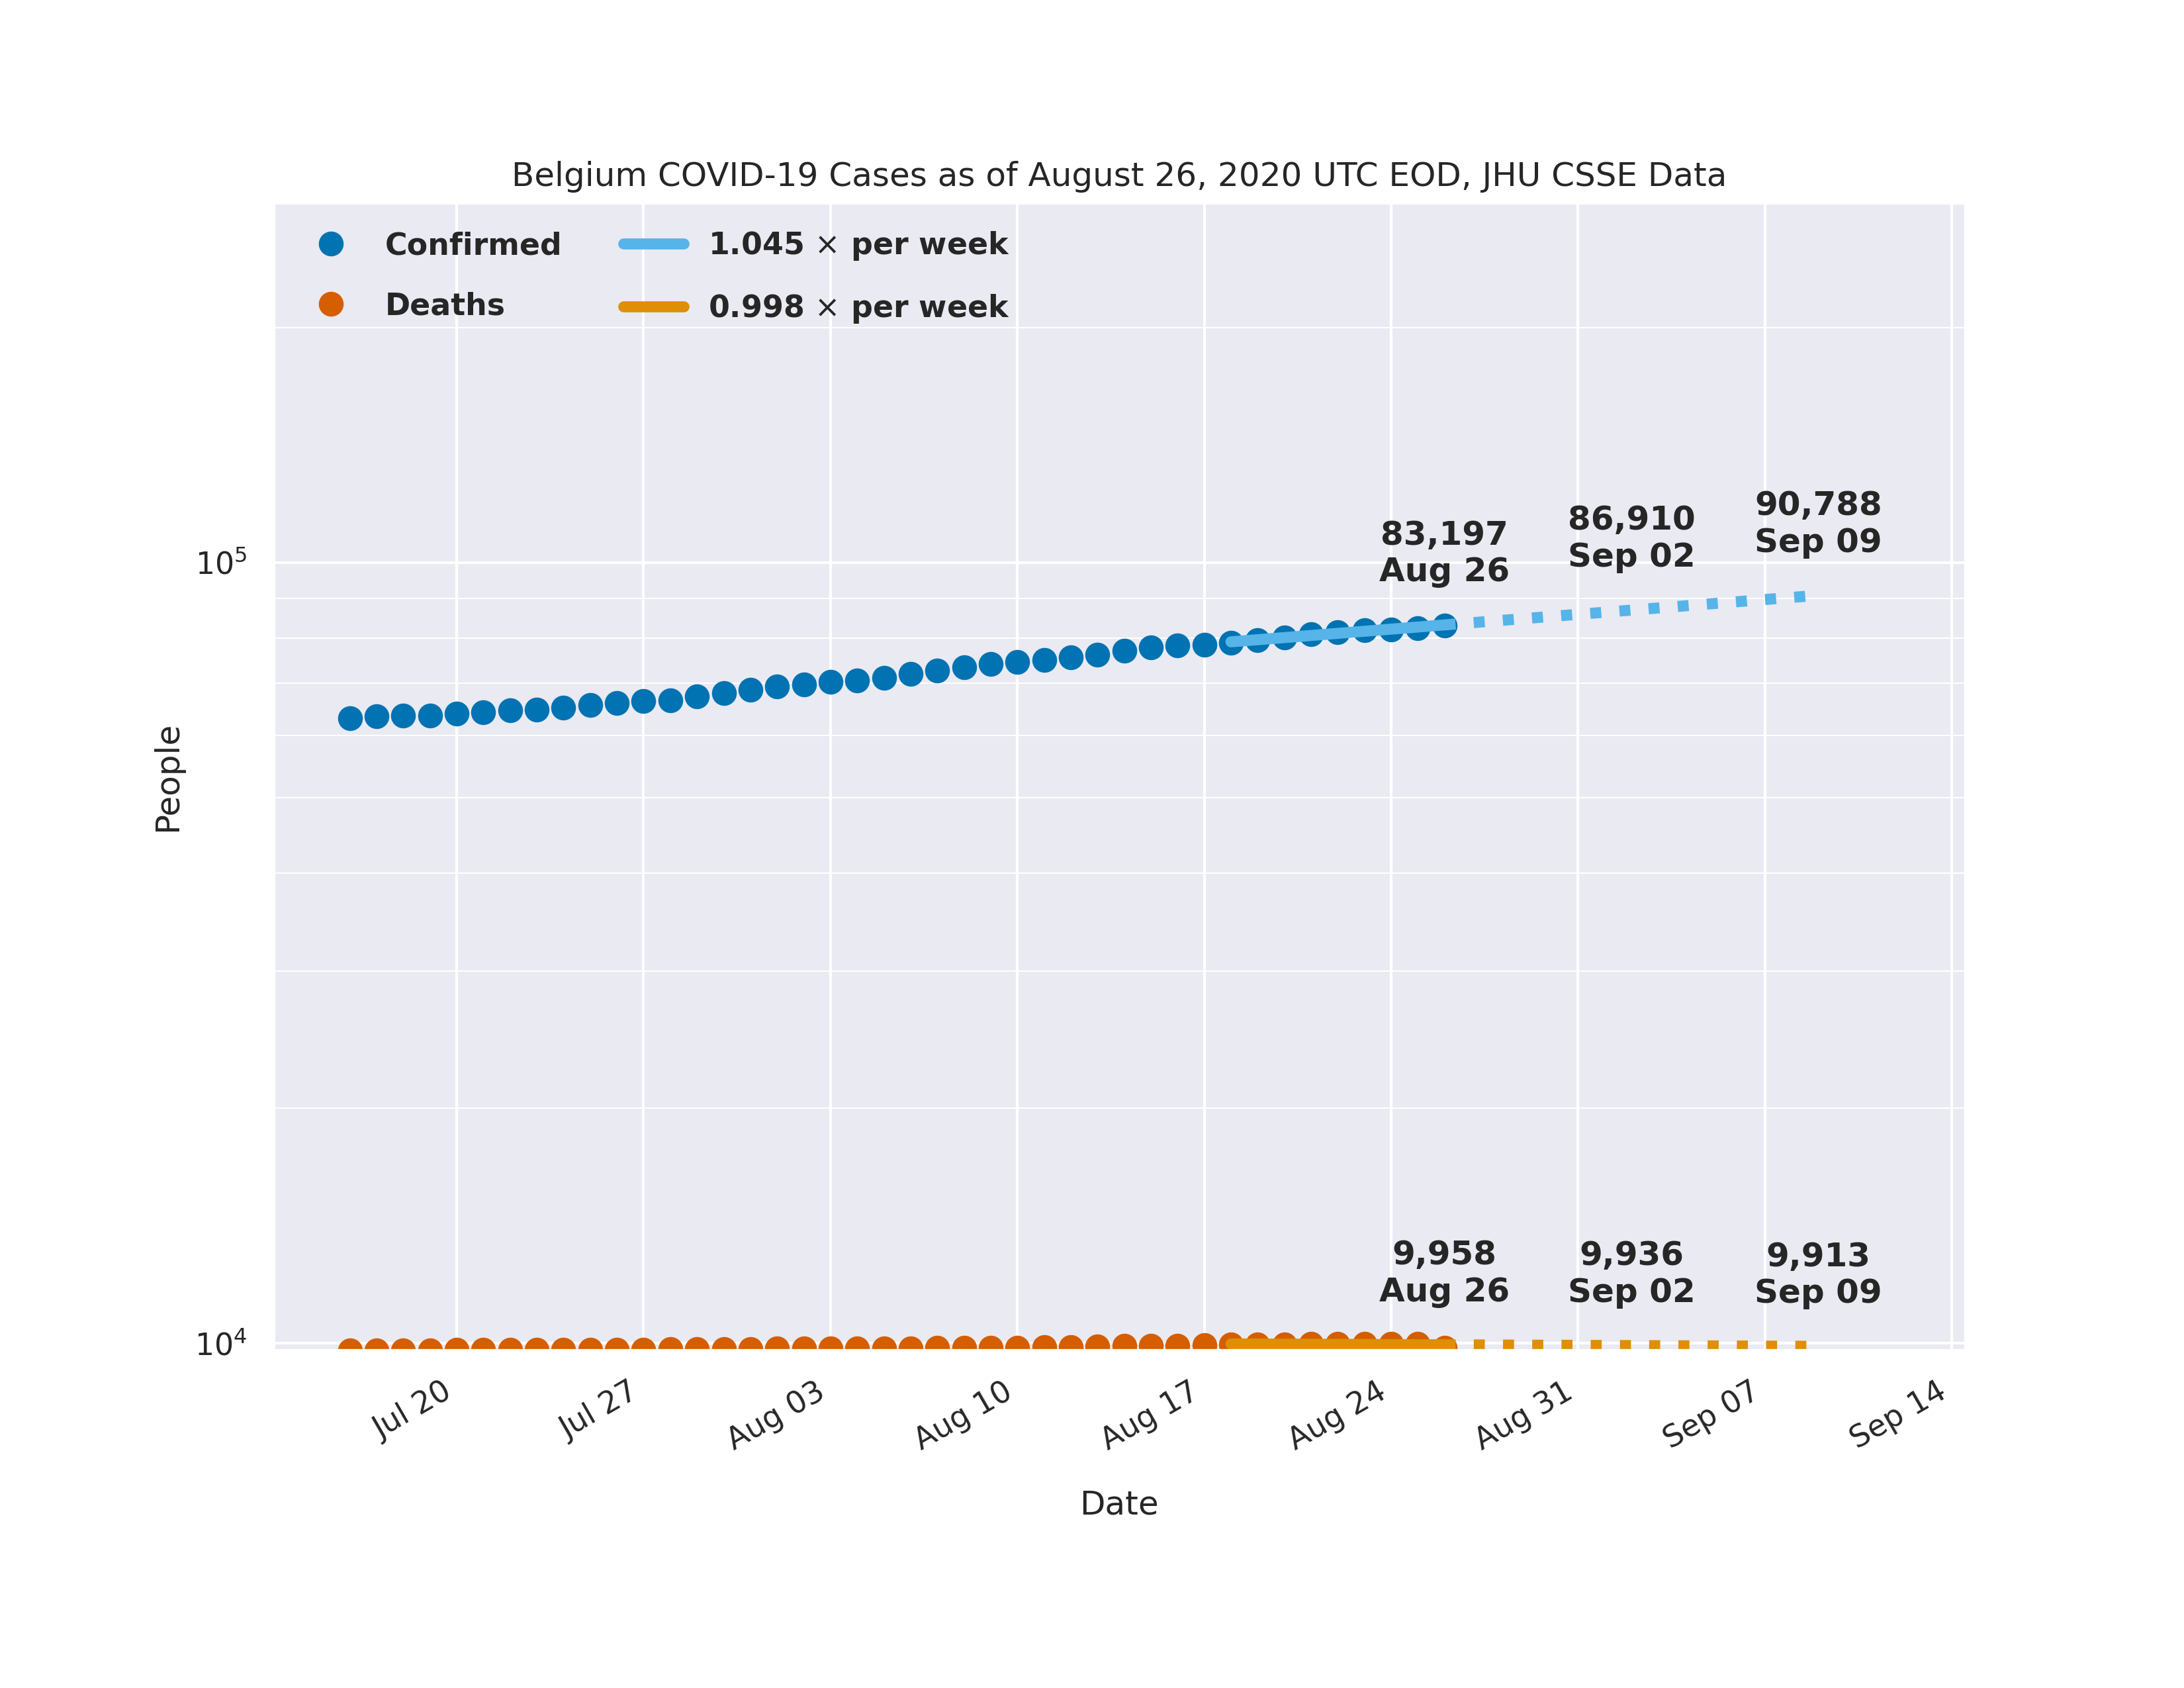 Belgium COVID-19 Cases as of August 26, 2020 UTC EOD, JHU CSSE Data
Confirmed
Deaths
1.045 × per week
0.998 × per week
83,197
Aug 26
86,910
Sep 02
90,788
Sep 09
10⁵
People
9,958
Aug 26
9,936
Sep 02
9,913
Sep 09
10⁴
Jul 20
Jul 27
Aug 03
Aug 10
Aug 17
Aug 24
Aug 31
Sep 07
Sep 14
Date